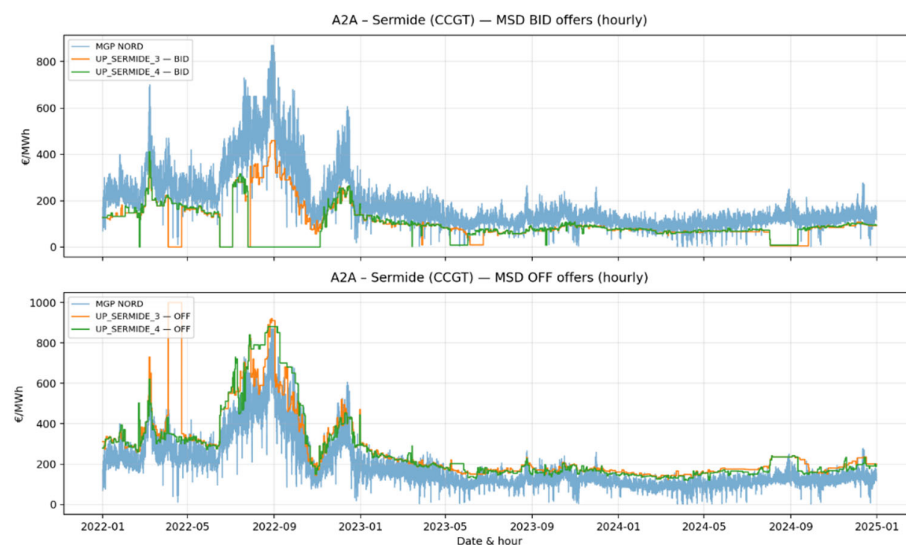 A2A – Sermide (CCGT) — MSD BID offers (hourly)
MGP NORD
UP_SERMIDE_3 — BID
UP_SERMIDE_4 — BID
€/MWh
800
600
400
200
0
A2A – Sermide (CCGT) — MSD OFF offers (hourly)
MGP NORD
UP_SERMIDE_3 — OFF
UP_SERMIDE_4 — OFF
€/MWh
1000
800
600
400
200
0
2022-01 2022-05 2022-09 2023-01 2023-05 2023-09 2024-01 2024-05 2024-09 2025-01
Date & hour